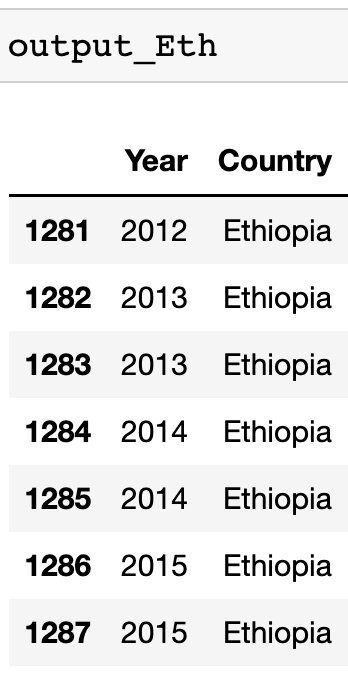 output_Eth
Year Country
1281 2012 Ethiopia
1282 2013 Ethiopia
1283 2013 Ethiopia
1284 2014 Ethiopia
1285 2014 Ethiopia
1286 2015 Ethiopia
1287 2015 Ethiopia